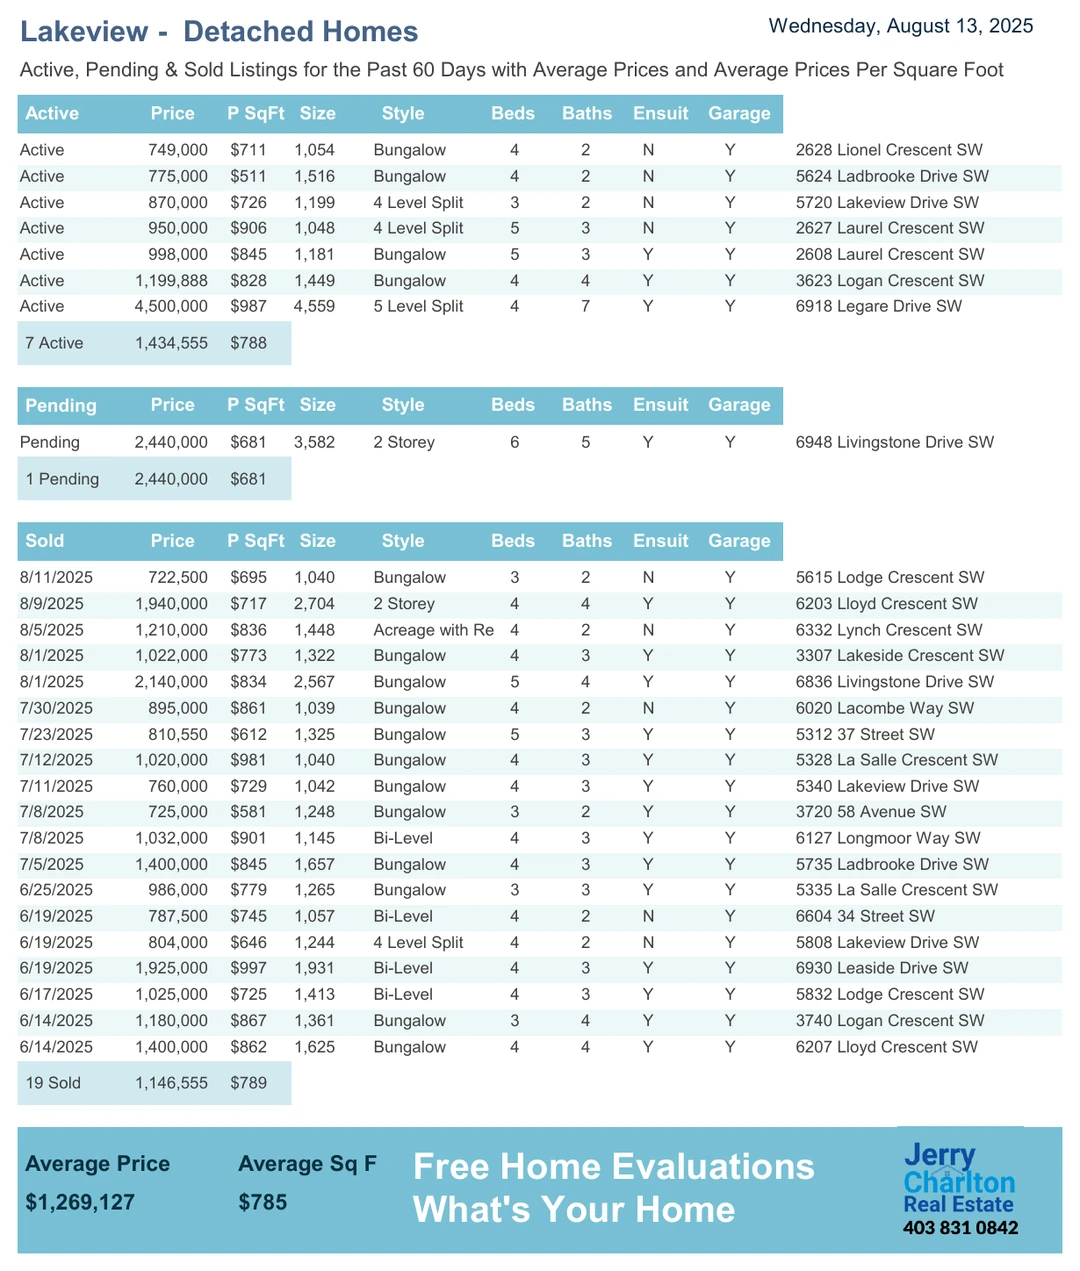 Lakeview - Detached Homes
Wednesday, August 13, 2025
Active, Pending & Sold Listings for the Past 60 Days with Average Prices and Average Prices Per Square Foot
Active Price P SqFt Size Style Beds Baths Ensuit Garage
Active 749,000 $711 1,054 Bungalow 4 2 N Y 2628 Lionel Crescent SW
Active 775,000 $511 1,516 Bungalow 4 2 N Y 5624 Ladbrooke Drive SW
Active 870,000 $726 1,199 4 Level Split 3 2 N Y 5720 Lakeview Drive SW
Active 950,000 $906 1,048 4 Level Split 5 3 N Y 2627 Laurel Crescent SW
Active 998,000 $845 1,181 Bungalow 5 3 Y Y 2608 Laurel Crescent SW
Active 1,199,888 $828 1,449 Bungalow 4 4 Y Y 3623 Logan Crescent SW
Active 4,500,000 $987 4,559 5 Level Split 4 7 Y Y 6918 Legare Drive SW
7 Active 1,434,555 $788
Pending Price P SqFt Size Style Beds Baths Ensuit Garage
Pending 2,440,000 $681 3,582 2 Storey 6 5 Y Y 6948 Livingstone Drive SW
1 Pending 2,440,000 $681
Sold Price P SqFt Size Style Beds Baths Ensuit Garage
8/11/2025 722,500 $695 1,040 Bungalow 3 2 N Y 5615 Lodge Crescent SW
8/9/2025 1,940,000 $717 2,704 2 Storey 4 4 Y Y 6203 Lloyd Crescent SW
8/5/2025 1,210,000 $836 1,448 Acreage with Re 4 2 N Y 6332 Lynch Crescent SW
8/1/2025 1,022,000 $773 1,322 Bungalow 4 3 Y Y 3307 Lakeside Crescent SW
8/1/2025 2,140,000 $834 2,567 Bungalow 5 4 Y Y 6836 Livingstone Drive SW
7/30/2025 895,000 $861 1,039 Bungalow 4 2 N Y 6020 Lacombe Way SW
7/23/2025 810,550 $612 1,325 Bungalow 5 3 Y Y 5312 37 Street SW
7/12/2025 1,020,000 $981 1,040 Bungalow 4 3 Y Y 5328 La Salle Crescent SW
7/11/2025 760,000 $729 1,042 Bungalow 4 3 Y Y 5340 Lakeview Drive SW
7/8/2025 725,000 $581 1,248 Bungalow 3 2 Y Y 3720 58 Avenue SW
7/8/2025 1,032,000 $901 1,145 Bi-Level 4 3 Y Y 6127 Longmoor Way SW
7/5/2025 1,400,000 $845 1,657 Bungalow 4 3 Y Y 5735 Ladbrooke Drive SW
6/25/2025 986,000 $779 1,265 Bungalow 3 3 Y Y 5335 La Salle Crescent SW
6/19/2025 787,500 $745 1,057 Bi-Level 4 2 N Y 6604 34 Street SW
6/19/2025 804,000 $646 1,244 4 Level Split 4 2 N Y 5808 Lakeview Drive SW
6/19/2025 1,925,000 $997 1,931 Bi-Level 4 3 Y Y 6930 Leaside Drive SW
6/17/2025 1,025,000 $725 1,413 Bi-Level 4 3 Y Y 5832 Lodge Crescent SW
6/14/2025 1,180,000 $867 1,361 Bungalow 3 4 Y Y 3740 Logan Crescent SW
6/14/2025 1,400,000 $862 1,625 Bungalow 4 4 Y Y 6207 Lloyd Crescent SW
19 Sold 1,146,555 $789
Average Price Average Sq F
$1,269,127 $785
Free Home Evaluations
What's Your Home
Jerry
Charlton
Real Estate
403 831 0842